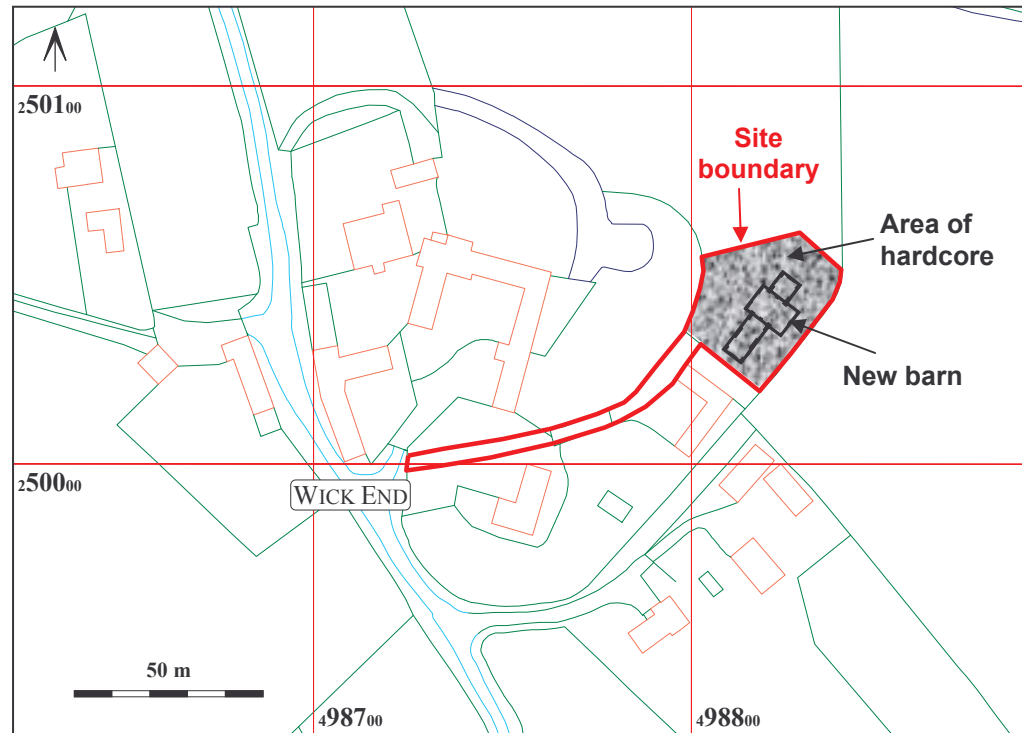 250100
Site
boundary
Area of
hardcore
New barn
250000
WICK END
50 m
498700
498800